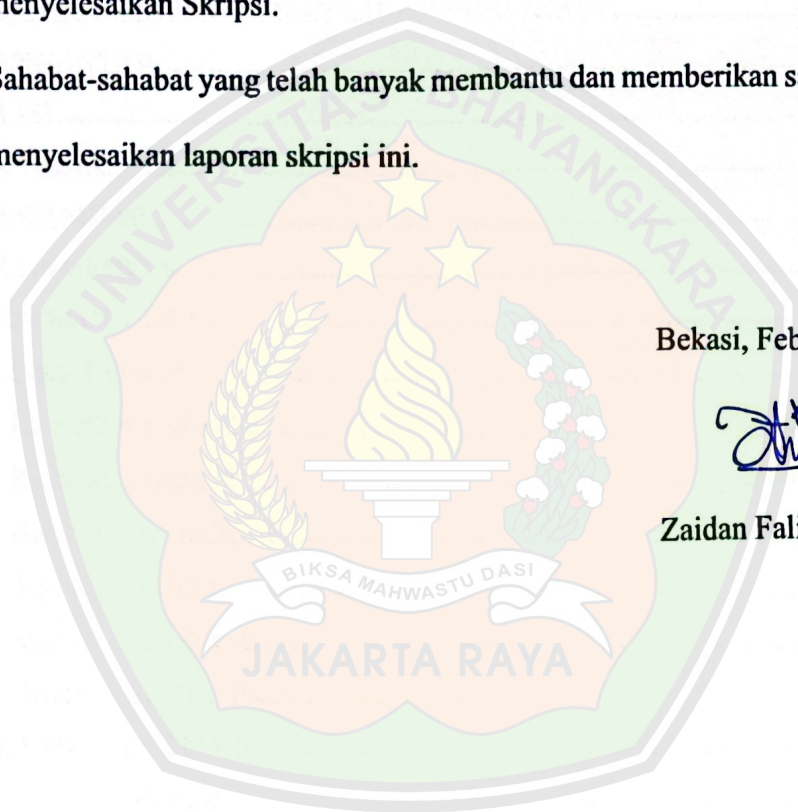 menyelesaikan Skripsi.
Sahabat-sahabat yang telah banyak membantu dan memberikan
menyelesaikan laporan skripsi ini.
UNIVERSITAS BHAYANGKARA
Bekasi, Feb
Zaidan Fali
BIKSA MAHWASTU DASI
JAKARTA RAYA